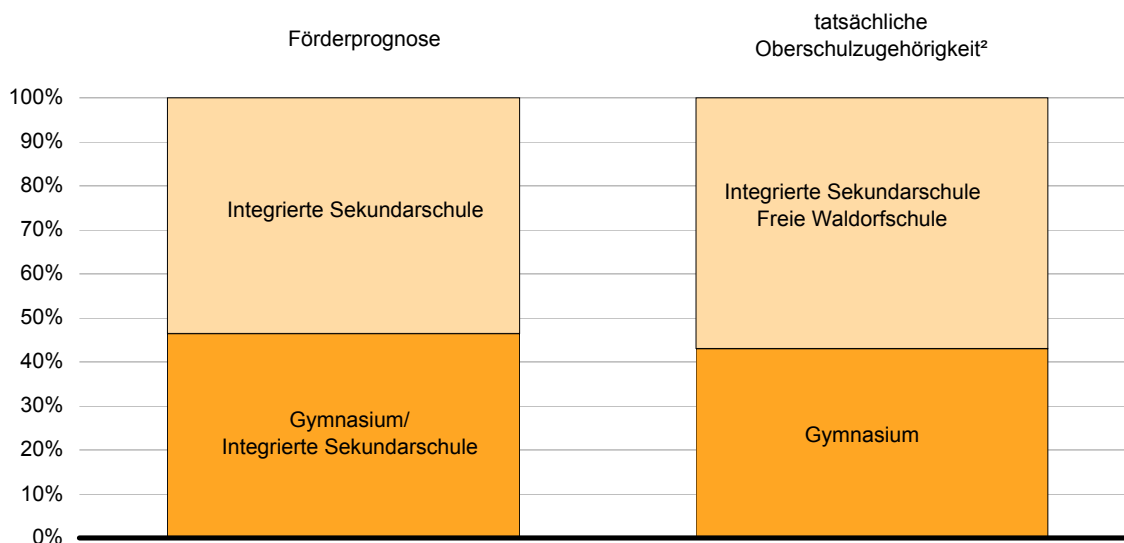 Förderprognose
tatsächliche
Oberschulzugehörigkeit²
100%
90%
80%
70%
60%
50%
40%
30%
20%
10%
0%
Integrierte Sekundarschule
Gymnasium/
Integrierte Sekundarschule
Integrierte Sekundarschule
Freie Waldorfschule
Gymnasium